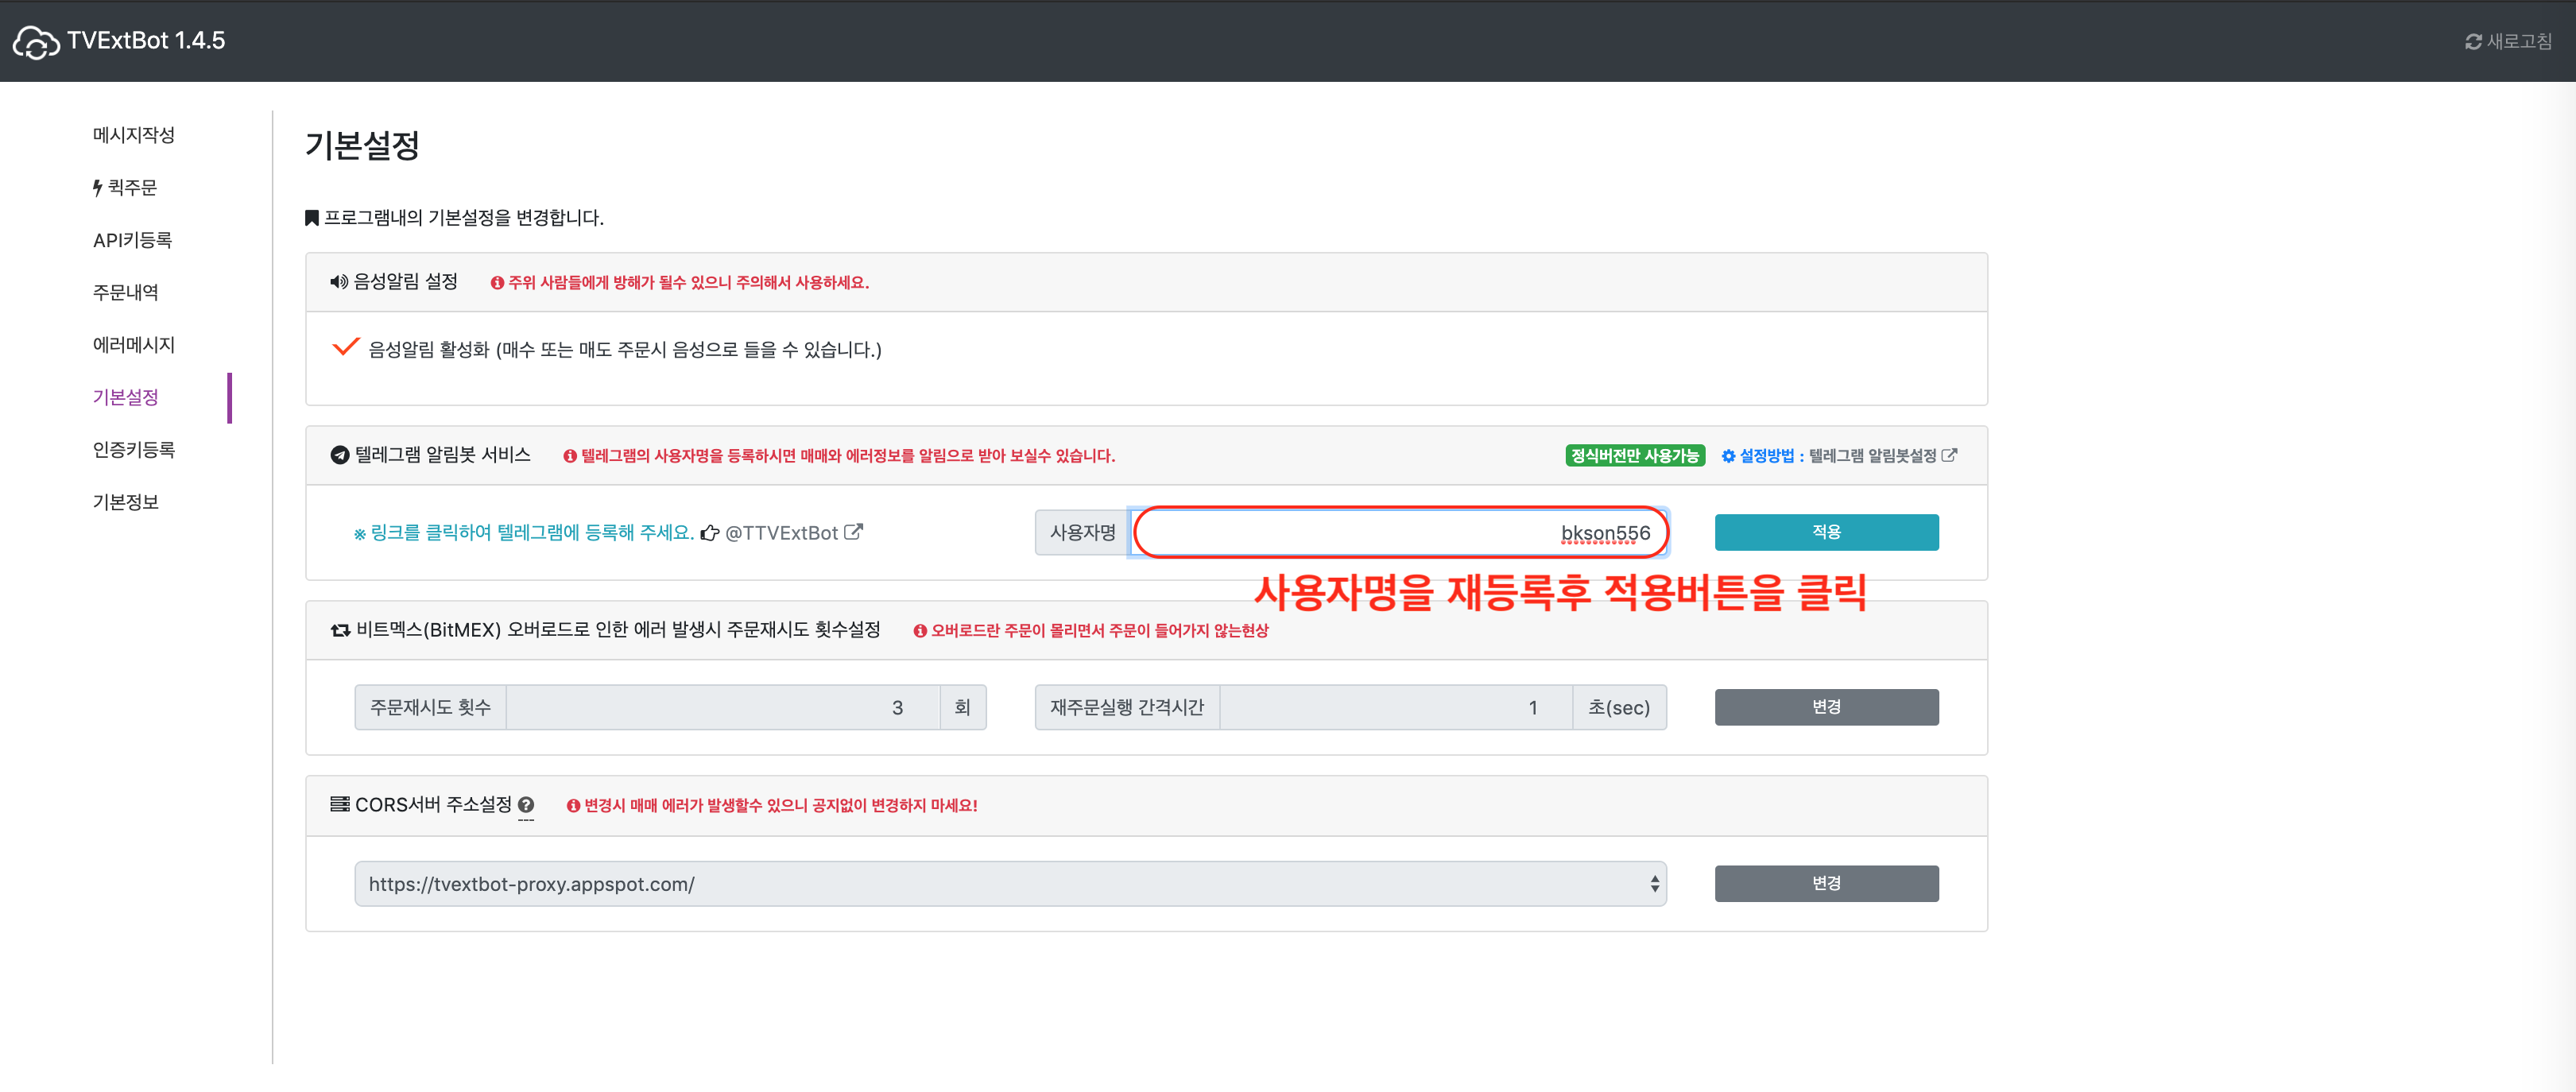 TVExtBot 1.4.5
새로고침
메시지작성
퀵주문
API키등록
주문내역
에러메시지
기본설정
인증키등록
기본정보
기본설정
프로그램내의 기본설정을 변경합니다.
음성알림 설정 주위 사람들에게 방해가 될수 있으니 주의해서 사용하세요.
음성알림 활성화 (매수 또는 매도 주문시 음성으로 들을 수 있습니다.)
텔레그램 알림봇 서비스 텔레그램의 사용자명을 등록하시면 매매와 에러정보를 알림으로 받아 보실수 있습니다. 정식버전만 사용가능 설정방법 : 텔레그램 알림봇설정
※ 링크를 클릭하여 텔레그램에 등록해 주세요. @TTVExtBot 사용자명 bkson556 적용
사용자명을 재등록후 적용버튼을 클릭
비트멕스(BitMEX) 오버로드로 인한 에러 발생시 주문재시도 횟수설정 오버로드란 주문이 몰리면서 주문이 들어가지 않는현상
주문재시도 횟수 3 회 재주문실행 간격시간 1 초(sec) 변경
CORS서버 주소설정 변경시 매매 에러가 발생할수 있으니 공지없이 변경하지 마세요!
https://tvextbot-proxy.appspot.com/ 변경